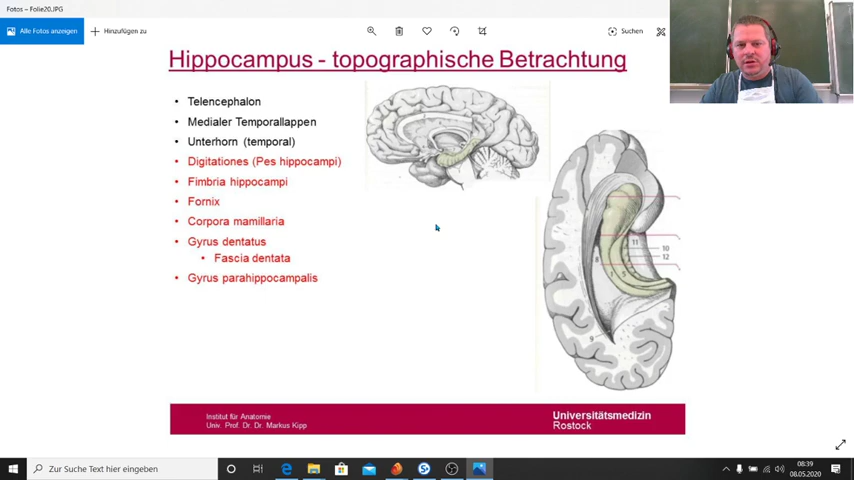 Fotos – Folie20.JPG
Alle Fotos anzeigen
Hinzufügen zu
Suchen
Hippocampus - topographische Betrachtung
• Telencephalon
• Medialer Temporallappen
• Unterhorn (temporal)
• Digitationes (Pes hippocampi)
• Fimbria hippocampi
• Fornix
• Corpora mamillaria
• Gyrus dentatus
• Fascia dentata
• Gyrus parahippocampalis
11
10
8
12
1
5
9
Institut für Anatomie
Univ. Prof. Dr. Dr. Markus Kipp
Universitätsmedizin
Rostock
Zur Suche Text hier eingeben
08:39
08.05.2020